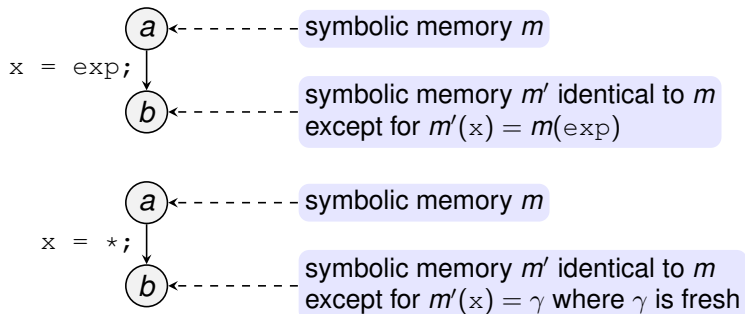 a
symbolic memory m
x = exp;
b
symbolic memory m′ identical to m
except for m′(x) = m(exp)
a
symbolic memory m
x = *;
b
symbolic memory m′ identical to m
except for m′(x) = γ where γ is fresh